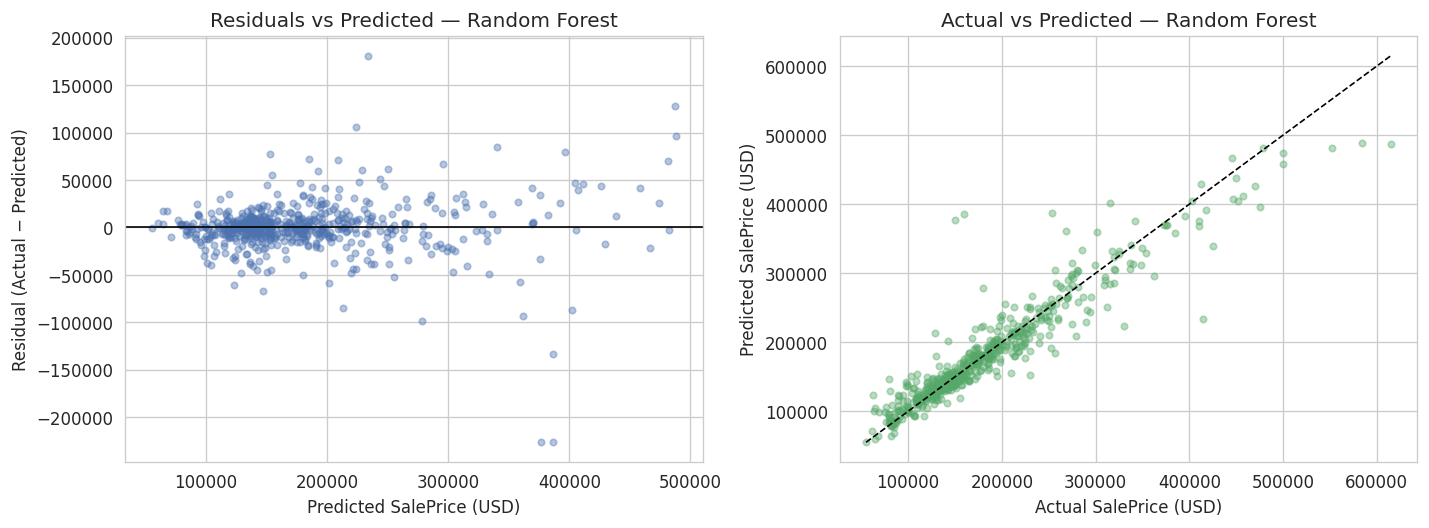 Residuals vs Predicted — Random Forest
Residual (Actual − Predicted)
200000
150000
100000
50000
0
−50000
−100000
−150000
−200000
100000 200000 300000 400000 500000
Predicted SalePrice (USD)
Actual vs Predicted — Random Forest
Predicted SalePrice (USD)
600000
500000
400000
300000
200000
100000
100000 200000 300000 400000 500000 600000
Actual SalePrice (USD)